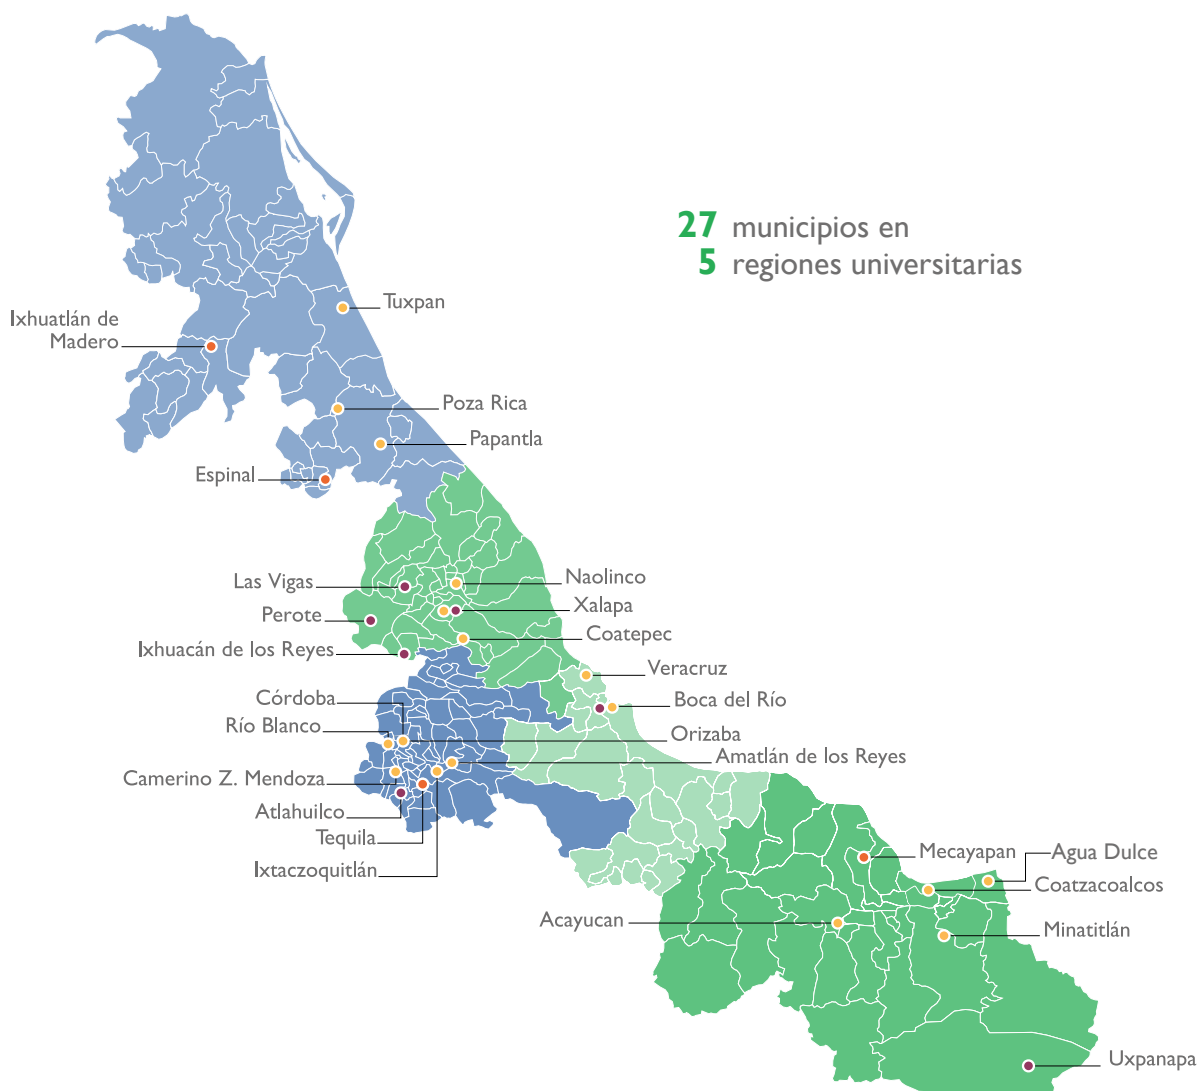 27 municipios en
5 regiones universitarias
Tuxpan
Ixhuatlán de
Madero
Poza Rica
Papantla
Espinal
Las Vigas
Naolinco
Perote
Xalapa
Coatepec
Ixhuacán de los Reyes
Veracruz
Córdoba
Boca del Río
Río Blanco
Orizaba
Amatlán de los Reyes
Camerino Z. Mendoza
Atlahuilco
Tequila
Ixtaczoquitlán
Mecayapan
Agua Dulce
Coatzacoalcos
Acayucan
Minatitlán
Uxpanapa